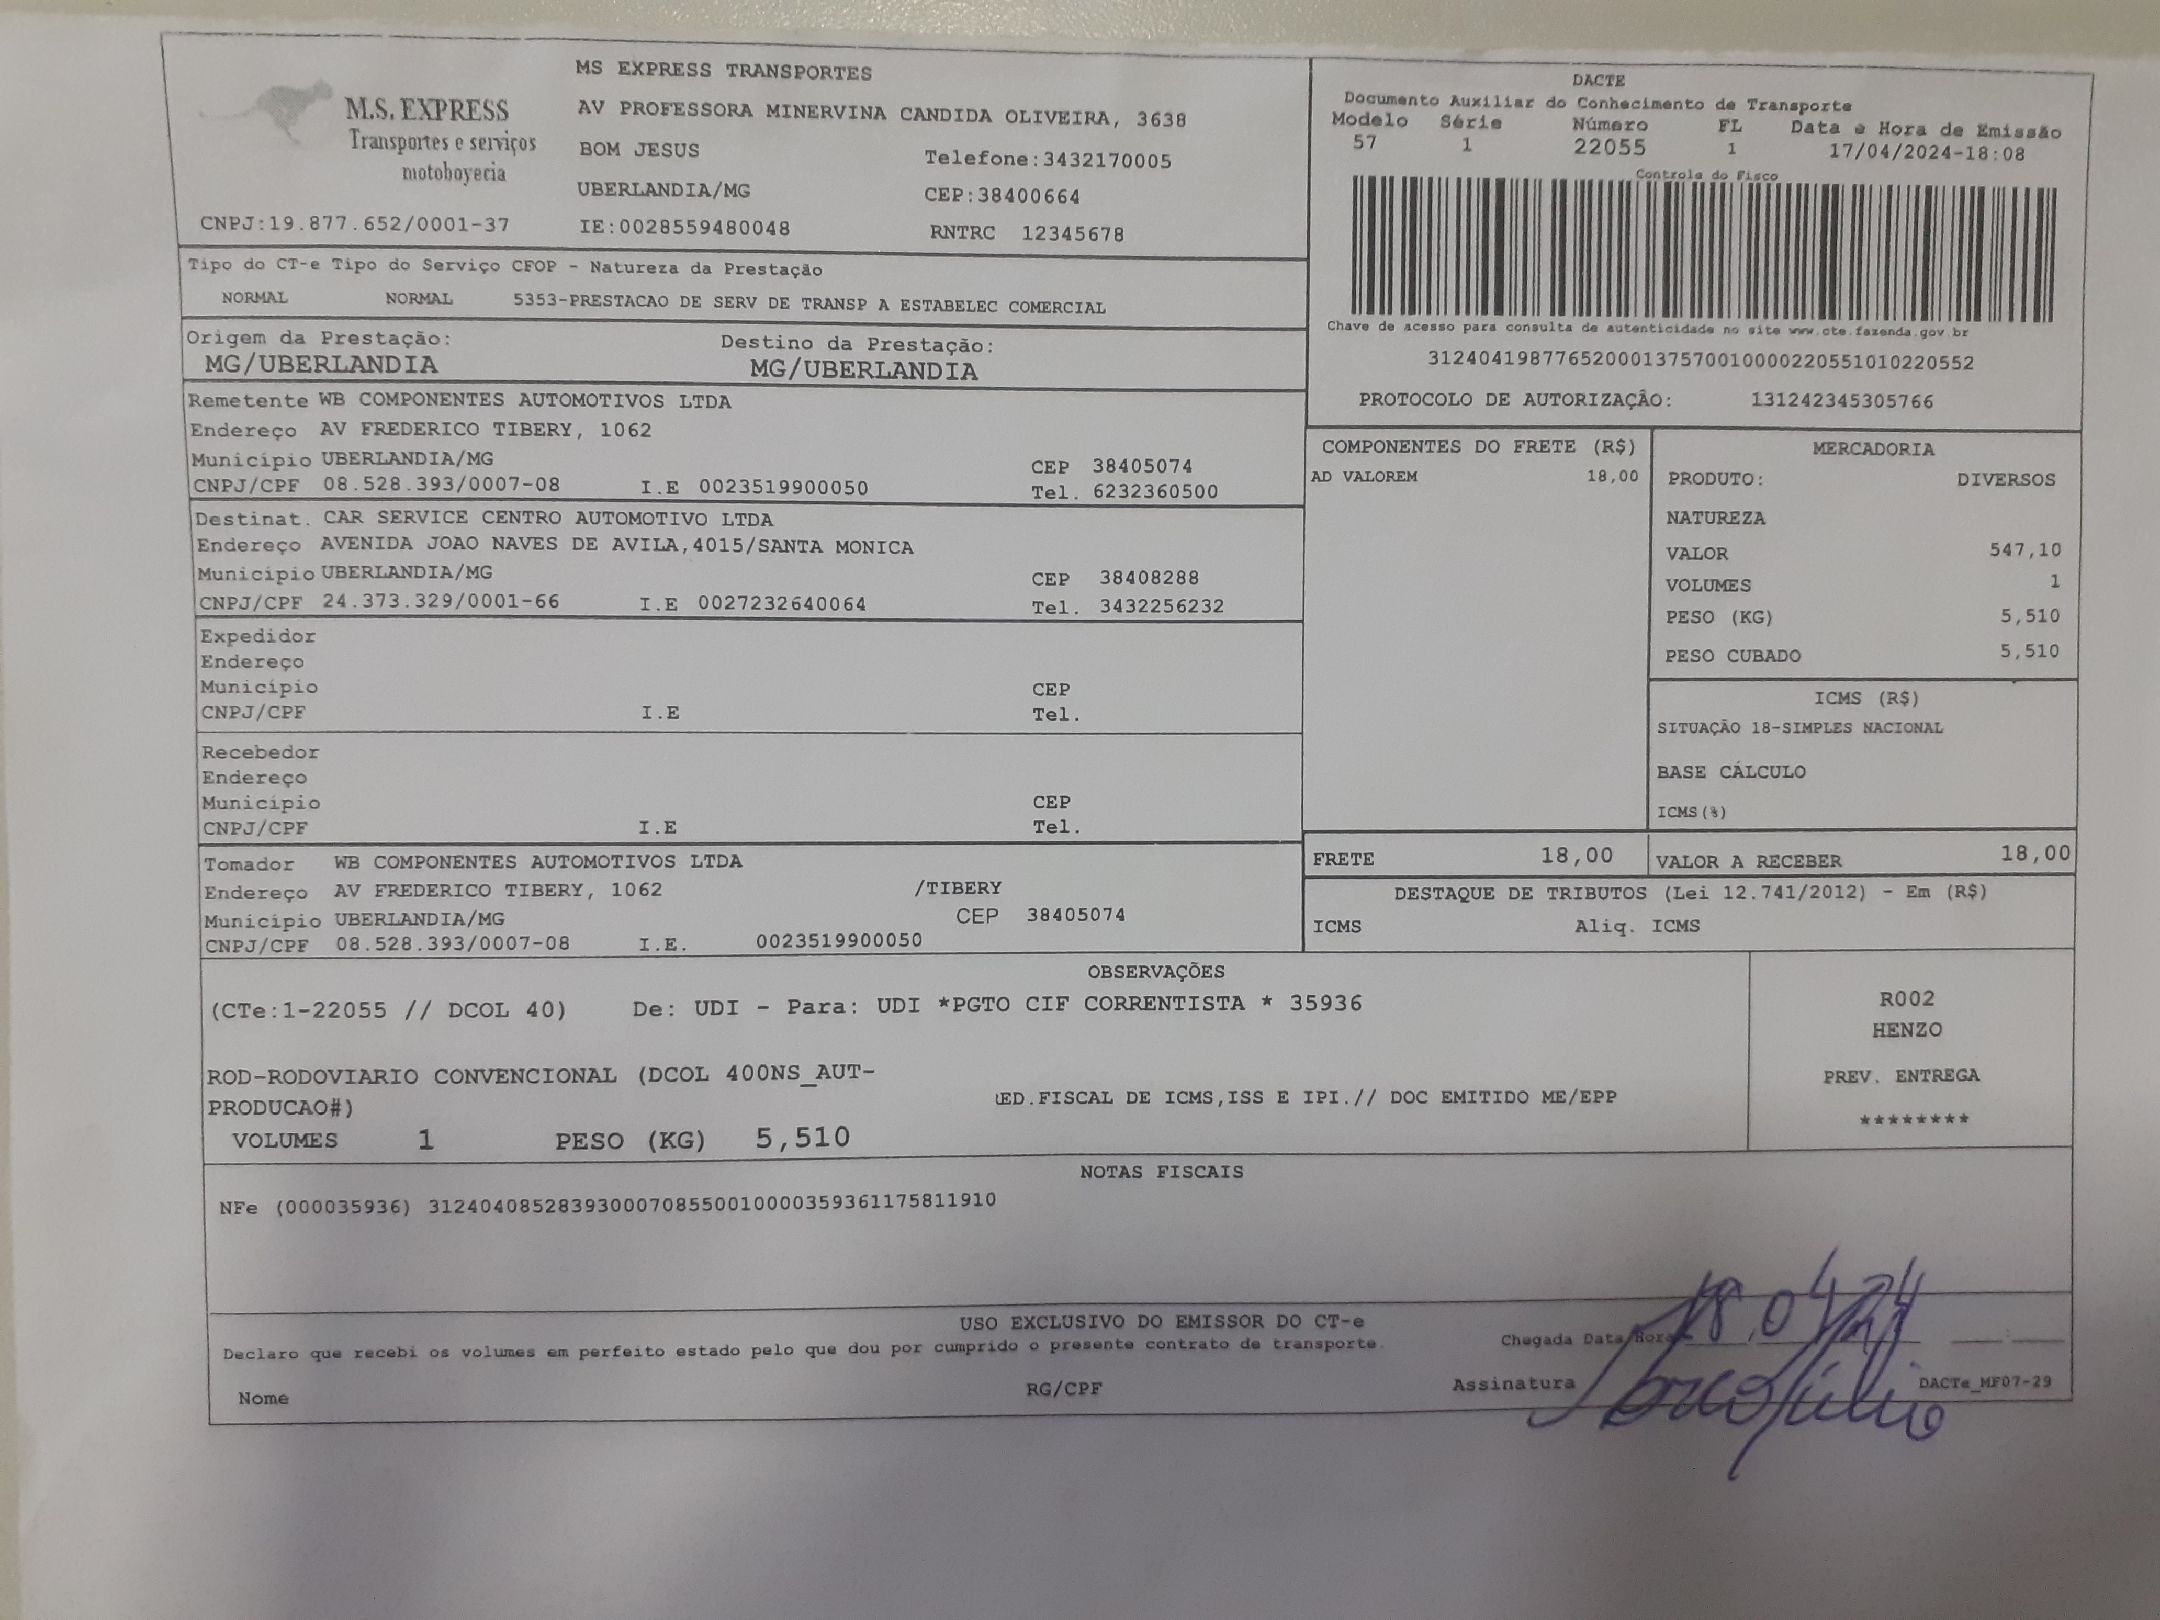 M.S. EXPRESS
Transportes e serviços
motoboyecia
CNPJ:19.877.652/0001-37
MS EXPRESS TRANSPORTES
AV PROFESSORA MINERVINA CANDIDA OLIVEIRA, 3638
BOM JESUS
Telefone:3432170005
UBERLANDIA/MG
CEP:38400664
IE:0028559480048
RNTRC 12345678
DACTE
Documento Auxiliar do Conhecimento de Transporte
Modelo Série Número FL Data e Hora de Emissão
57 1 22055 1 17/04/2024-18:08
Controle do Fisco
Chave de acesso para consulta de autenticidade no site www.cte.fazenda.gov.br
31240419877652000137570010000220551010220552
PROTOCOLO DE AUTORIZAÇÃO: 131242345305766
Tipo do CT-e Tipo do Serviço CFOP - Natureza da Prestação
NORMAL NORMAL 5353-PRESTACAO DE SERV DE TRANSP A ESTABELEC COMERCIAL
Origem da Prestação: Destino da Prestação:
MG/UBERLANDIA MG/UBERLANDIA
Remetente WB COMPONENTES AUTOMOTIVOS LTDA
Endereço AV FREDERICO TIBERY, 1062
Município UBERLANDIA/MG CEP 38405074
CNPJ/CPF 08.528.393/0007-08 I.E 0023519900050 Tel. 6232360500
Destinat. CAR SERVICE CENTRO AUTOMOTIVO LTDA
Endereço AVENIDA JOAO NAVES DE AVILA,4015/SANTA MONICA
Município UBERLANDIA/MG CEP 38408288
CNPJ/CPF 24.373.329/0001-66 I.E 0027232640064 Tel. 3432256232
Expedidor
Endereço
Município CEP
CNPJ/CPF I.E Tel.
Recebedor
Endereço
Município CEP
CNPJ/CPF I.E Tel.
Tomador WB COMPONENTES AUTOMOTIVOS LTDA
Endereço AV FREDERICO TIBERY, 1062 /TIBERY
Município UBERLANDIA/MG CEP 38405074
CNPJ/CPF 08.528.393/0007-08 I.E. 0023519900050
COMPONENTES DO FRETE (R$)
AD VALOREM 18,00
MERCADORIA
PRODUTO: DIVERSOS
NATUREZA
VALOR 547,10
VOLUMES 1
PESO (KG) 5,510
PESO CUBADO 5,510
ICMS (R$)
SITUAÇÃO 18-SIMPLES NACIONAL
BASE CÁLCULO
ICMS(%)
FRETE 18,00 VALOR A RECEBER 18,00
DESTAQUE DE TRIBUTOS (Lei 12.741/2012) - Em (R$)
ICMS Aliq. ICMS
OBSERVAÇÕES
(CTe:1-22055 // DCOL 40) De: UDI - Para: UDI *PGTO CIF CORRENTISTA * 35936
ROD-RODOVIARIO CONVENCIONAL (DCOL 400NS_AUT-
PRODUCAO#)
ED.FISCAL DE ICMS,ISS E IPI.// DOC EMITIDO ME/EPP
VOLUMES 1 PESO (KG) 5,510
R002
HENZO
PREV. ENTREGA
********
NOTAS FISCAIS
NFe (000035936) 31240408528393000708550010000359361175811910
USO EXCLUSIVO DO EMISSOR DO CT-e
Declaro que recebi os volumes em perfeito estado pelo que dou por cumprido o presente contrato de transporte.
Chegada Data/Hora 18.04.24
Nome RG/CPF Assinatura
DACTe_MF07-29